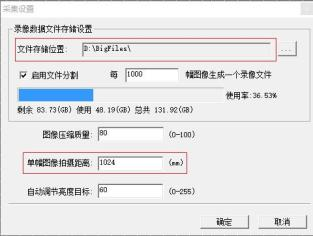 采集设置
录像数据文件存储设置
文件存储位置: D:\BigFiles\ ...
启用文件分割 每 1000 幅图像生成一个录像文件
使用率: 36.53%
剩余 83.73(GB) 使用 48.19(GB) 总共 131.92(GB)
图像压缩质量: 80 (0-100)
单幅图像拍摄距离: 1024 (mm)
自动调节亮度目标: 60 (0-255)
确定 取消